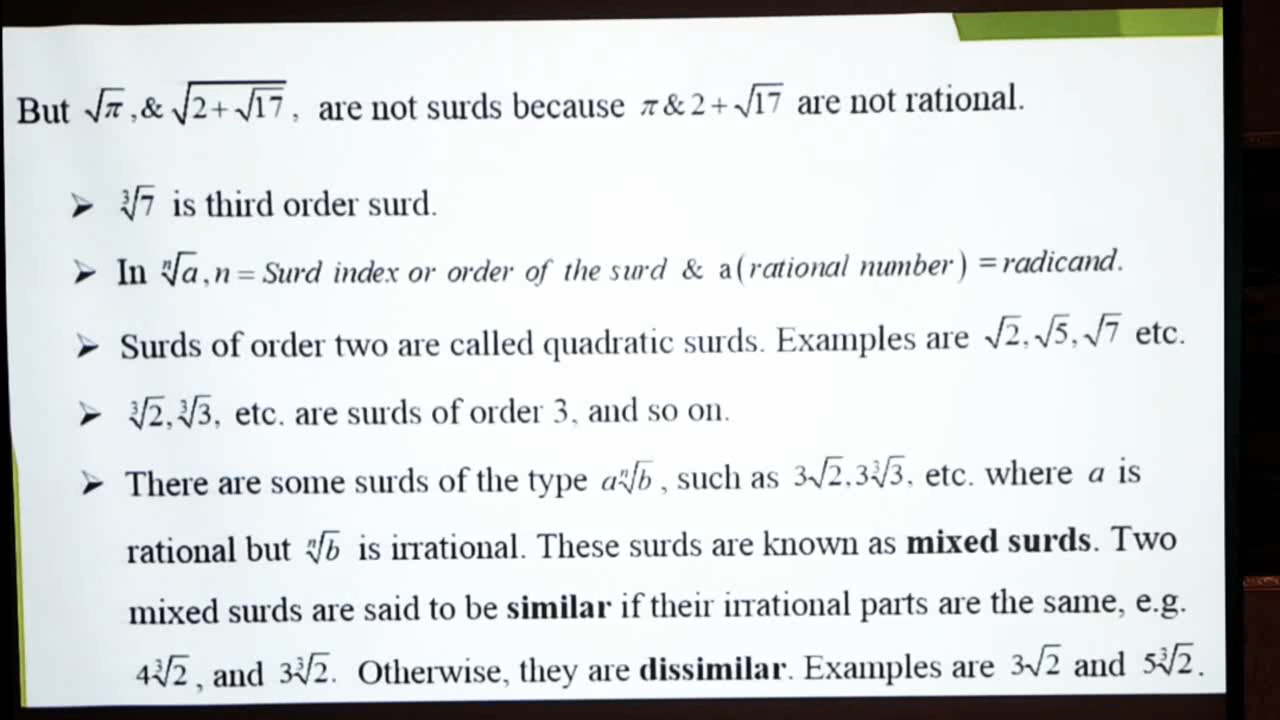 But √π, & √(2+√17), are not surds because π & 2+√17 are not rational.
➢ ∛7 is third order surd.
➢ In ⁿ√a, n = Surd index or order of the surd & a(rational number) = radicand.
➢ Surds of order two are called quadratic surds. Examples are √2, √5, √7 etc.
➢ ∛2, ∛3, etc. are surds of order 3, and so on.
➢ There are some surds of the type aⁿ√b, such as 3√2, 3∛3, etc. where a is
rational but ⁿ√b is irrational. These surds are known as mixed surds. Two
mixed surds are said to be similar if their irrational parts are the same, e.g.
4∛2, and 3∛2. Otherwise, they are dissimilar. Examples are 3√2 and 5∛2.